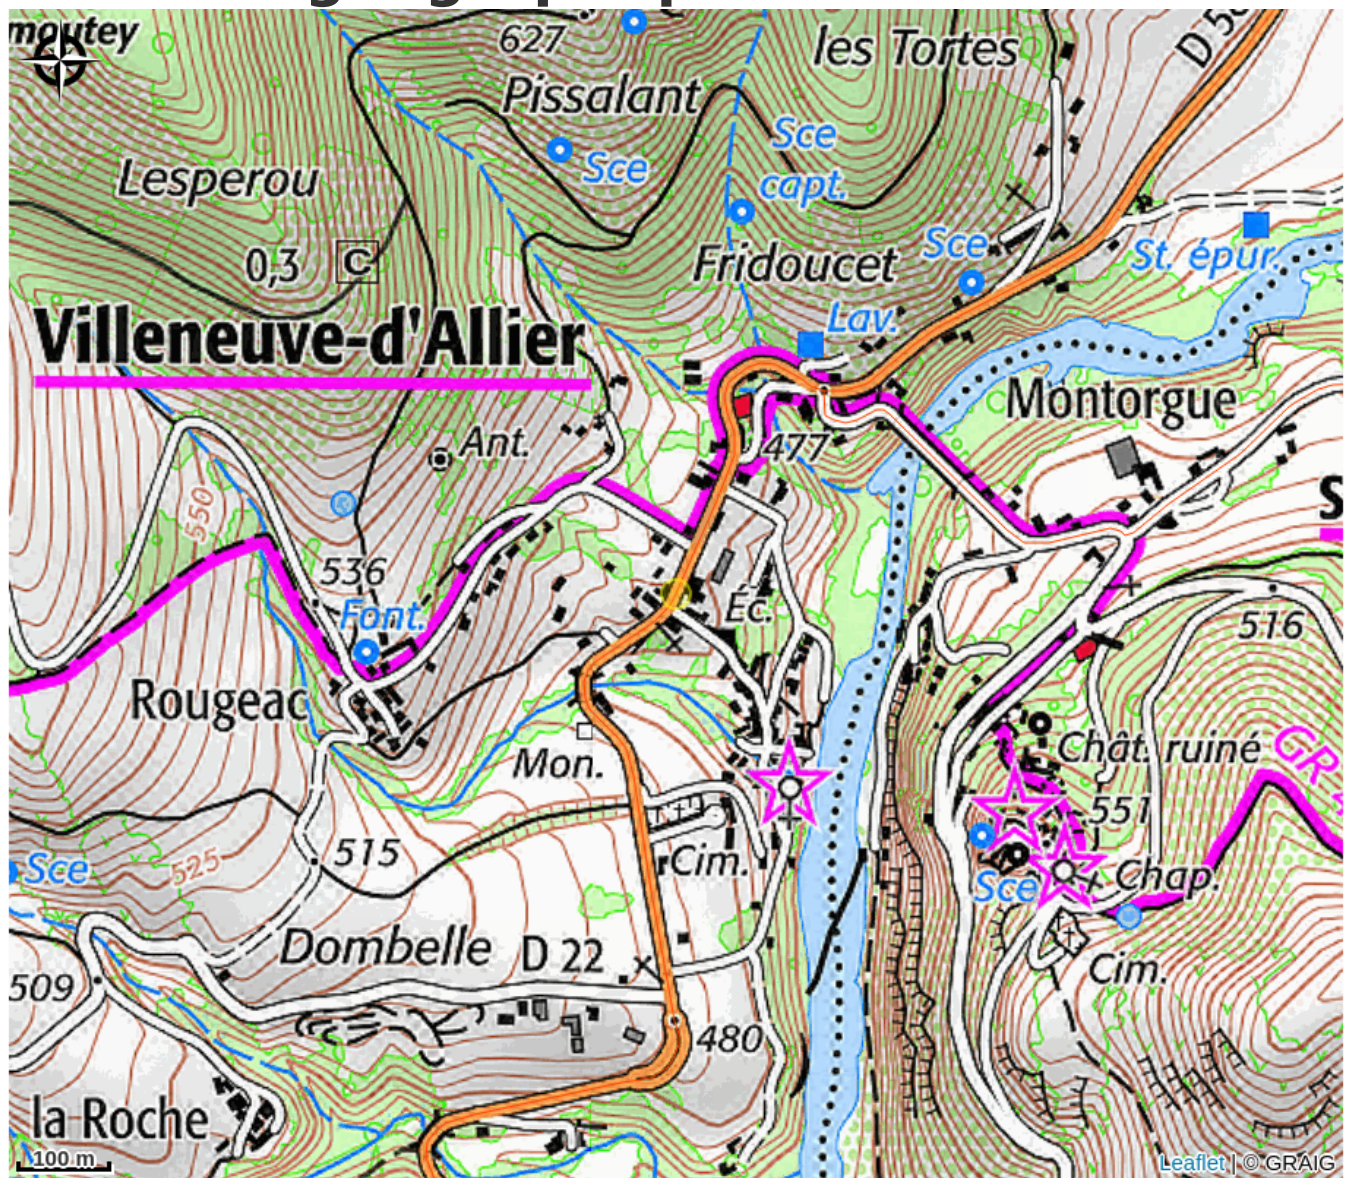 moutey
627
les Tortes
D 58
Pissalant
Sce
Sce
capt.
Lesperou
0,3
C
Fridoucet
Sce
St. épur.
Lav.
Villeneuve-d'Allier
Montorgue
Ant.
477
S
550
536
Font.
Éc.
516
Rougeac
Mon.
Chât. ruiné
GR
551
515
Cim.
Chap.
Sce
525
Sce
Dombelle
D 22
Cim.
509
480
la Roche
100 m
Leaflet | © GRAIG